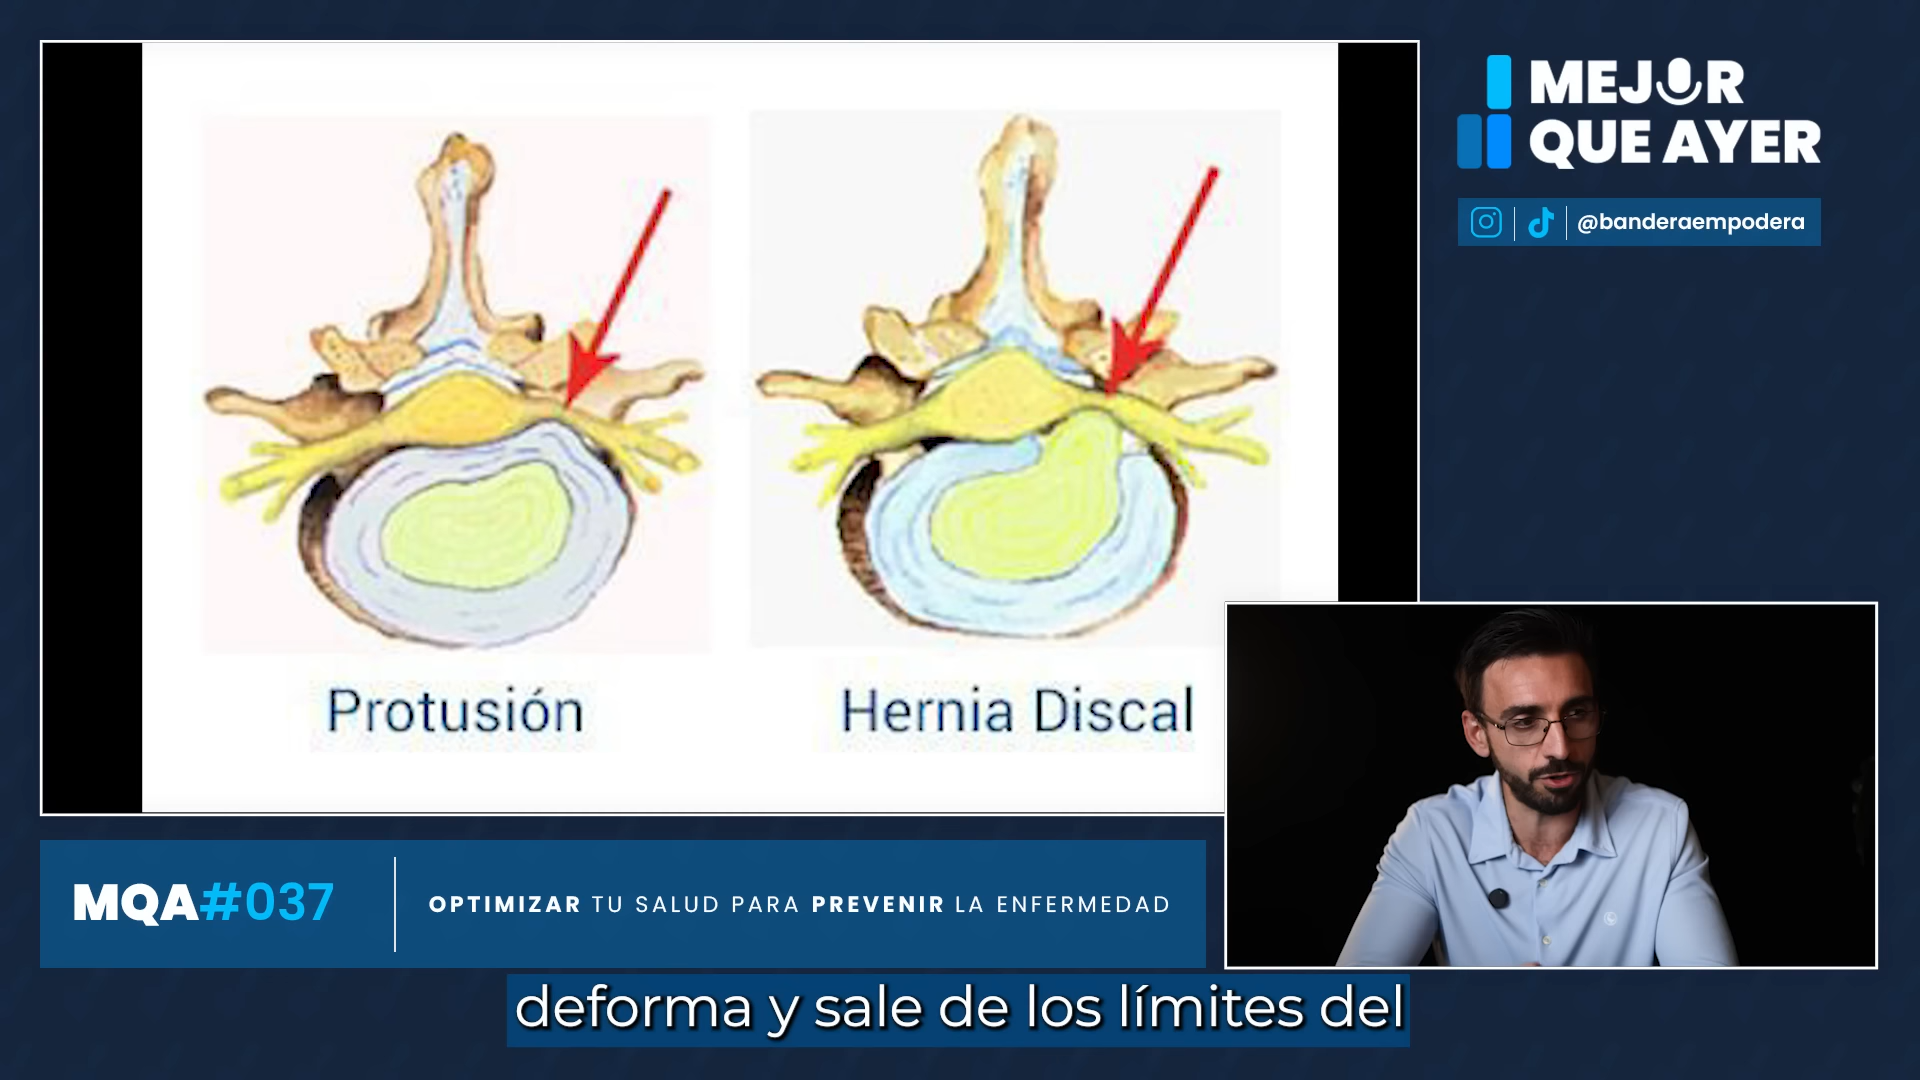 MEJOR
QUE AYER
@banderaempodera
Protusión
Hernia Discal
MQA#037
OPTIMIZAR TU SALUD PARA PREVENIR LA ENFERMEDAD
deforma y sale de los límites del